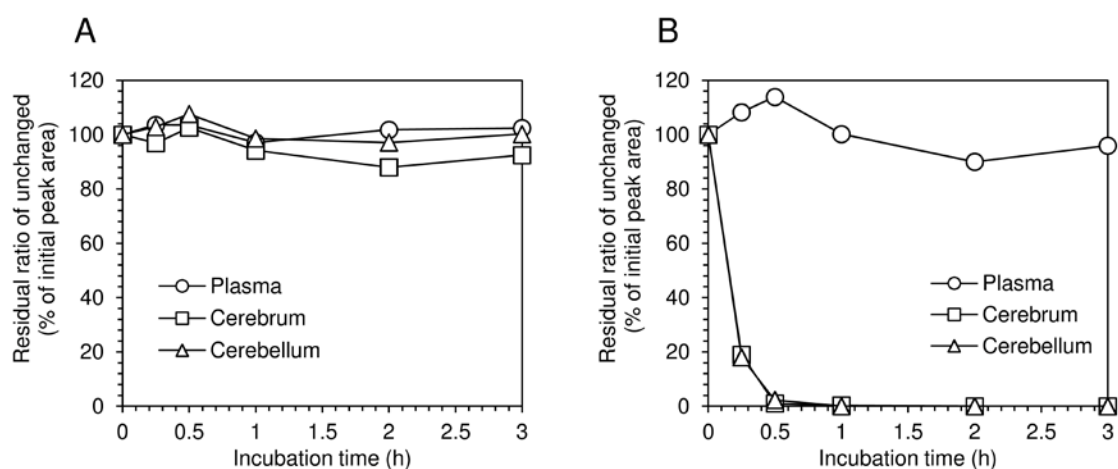 A
Residual ratio of unchanged
(% of initial peak area)
120
100
80
60
40
20
0
Plasma
Cerebrum
Cerebellum
0 0.5 1 1.5 2 2.5 3
Incubation time (h)
B
Residual ratio of unchanged
(% of initial peak area)
120
100
80
60
40
20
0
Plasma
Cerebrum
Cerebellum
0 0.5 1 1.5 2 2.5 3
Incubation time (h)